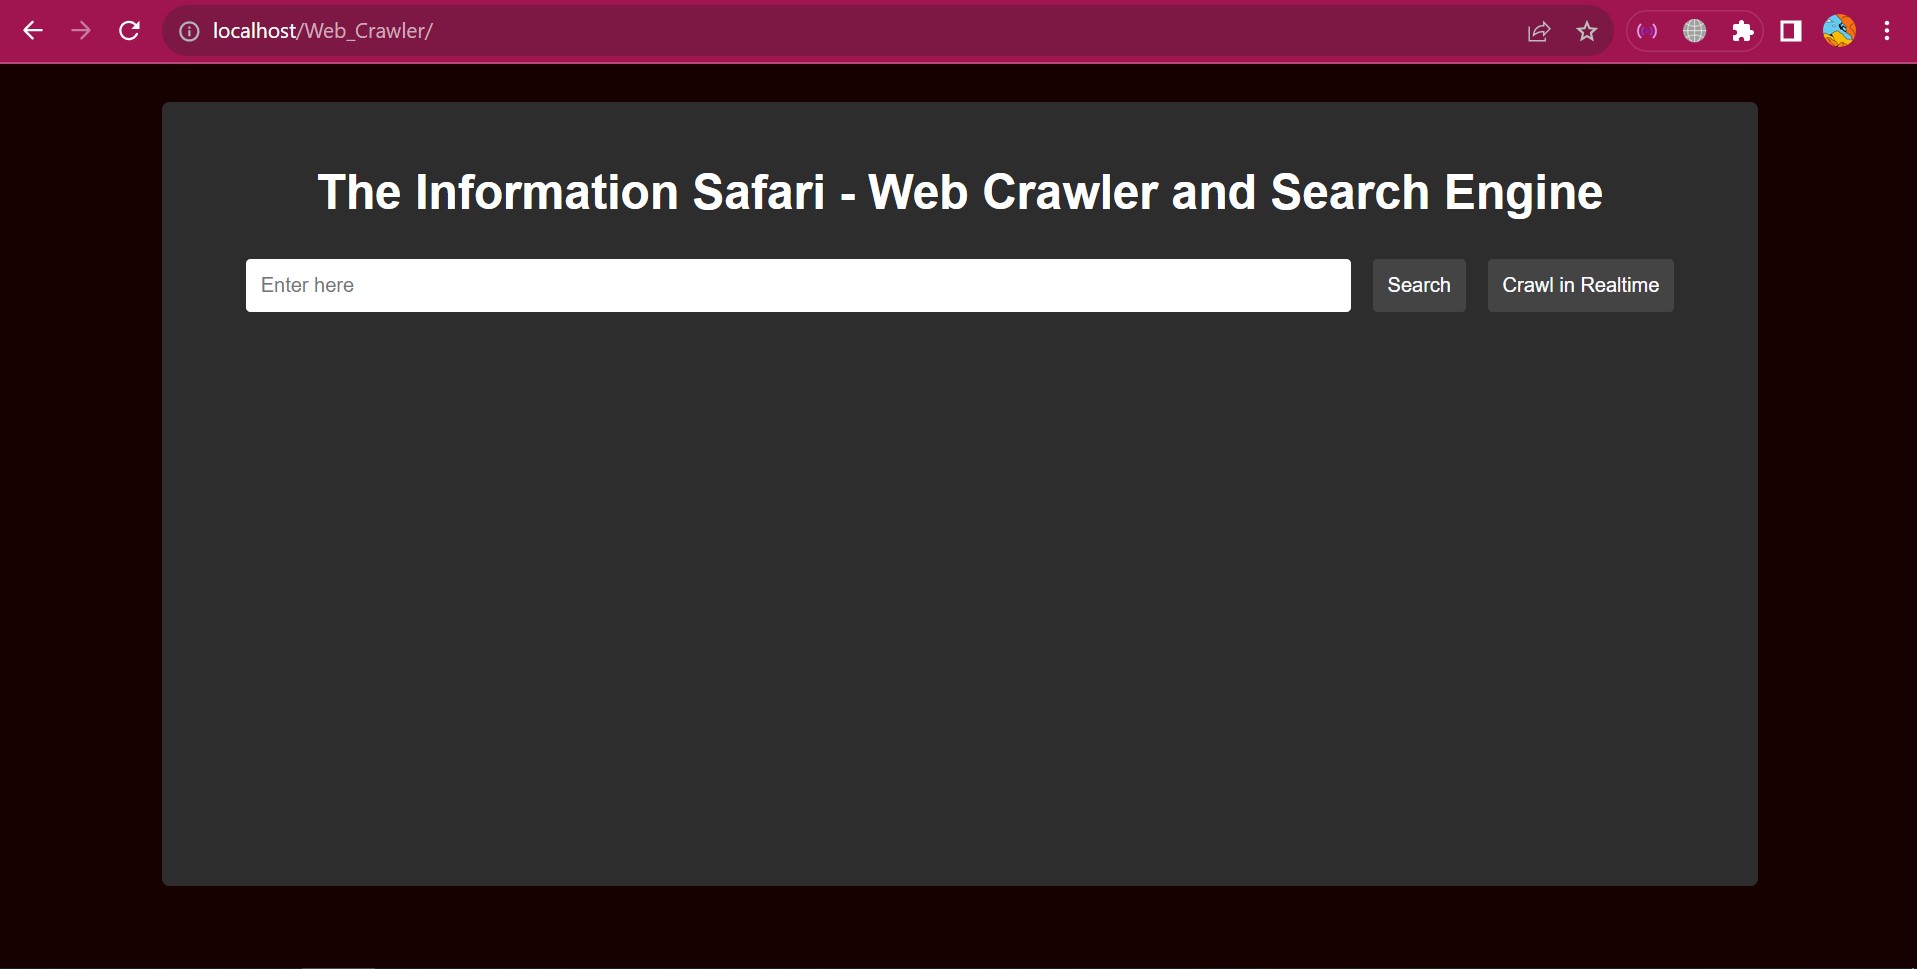 localhost/Web_Crawler/
The Information Safari - Web Crawler and Search Engine
Enter here
Search
Crawl in Realtime